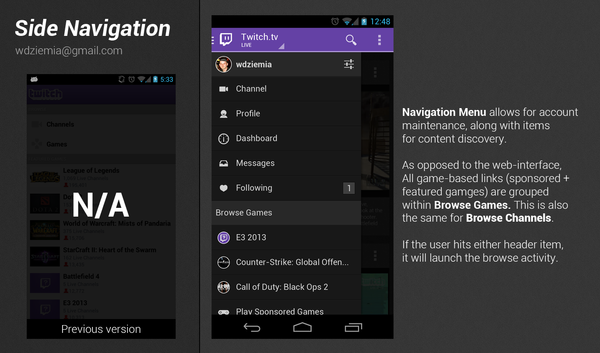 Side Navigation
wdziemia@gmail.com
5:33
twitch
Channels
Games
League of Legends
World of Warcraft: Mists of Pandaria
StarCraft II: Heart of the Swarm
Battlefield 4
E3 2013
N/A
Previous version
12:48
Twitch.tv
LIVE
wdziemia
Channel
Profile
Dashboard
Messages
Following
1
Browse Games
E3 2013
Counter-Strike: Global Offen...
Call of Duty: Black Ops 2
Play Sponsored Games
Navigation Menu allows for account
maintenance, along with items
for content discovery.
As opposed to the web-interface,
All game-based links (sponsored +
featured gamges) are grouped
within Browse Games. This is also
the same for Browse Channels.
If the user hits either header item,
it will launch the browse activity.